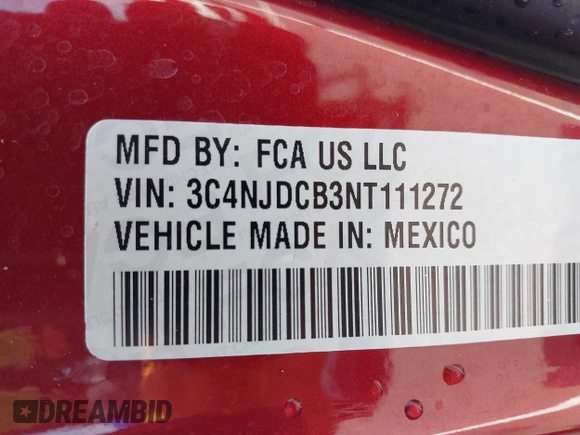 MFD BY: FCA US LLC
VIN: 3C4NJDCB3NT111272
VEHICLE MADE IN: MEXICO
DREAMBID